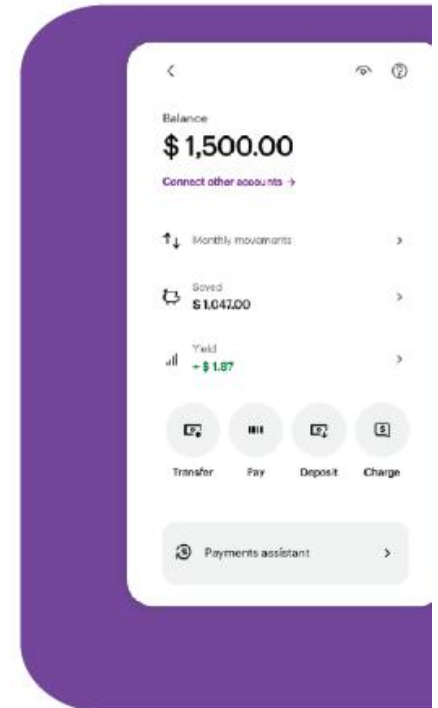 Balance
$ 1,500.00
Connect other accounts →
Monthly movements
Saved
$ 1,047.00
Yield
+ $ 1.87
Transfer Pay Deposit Charge
Payments assistant